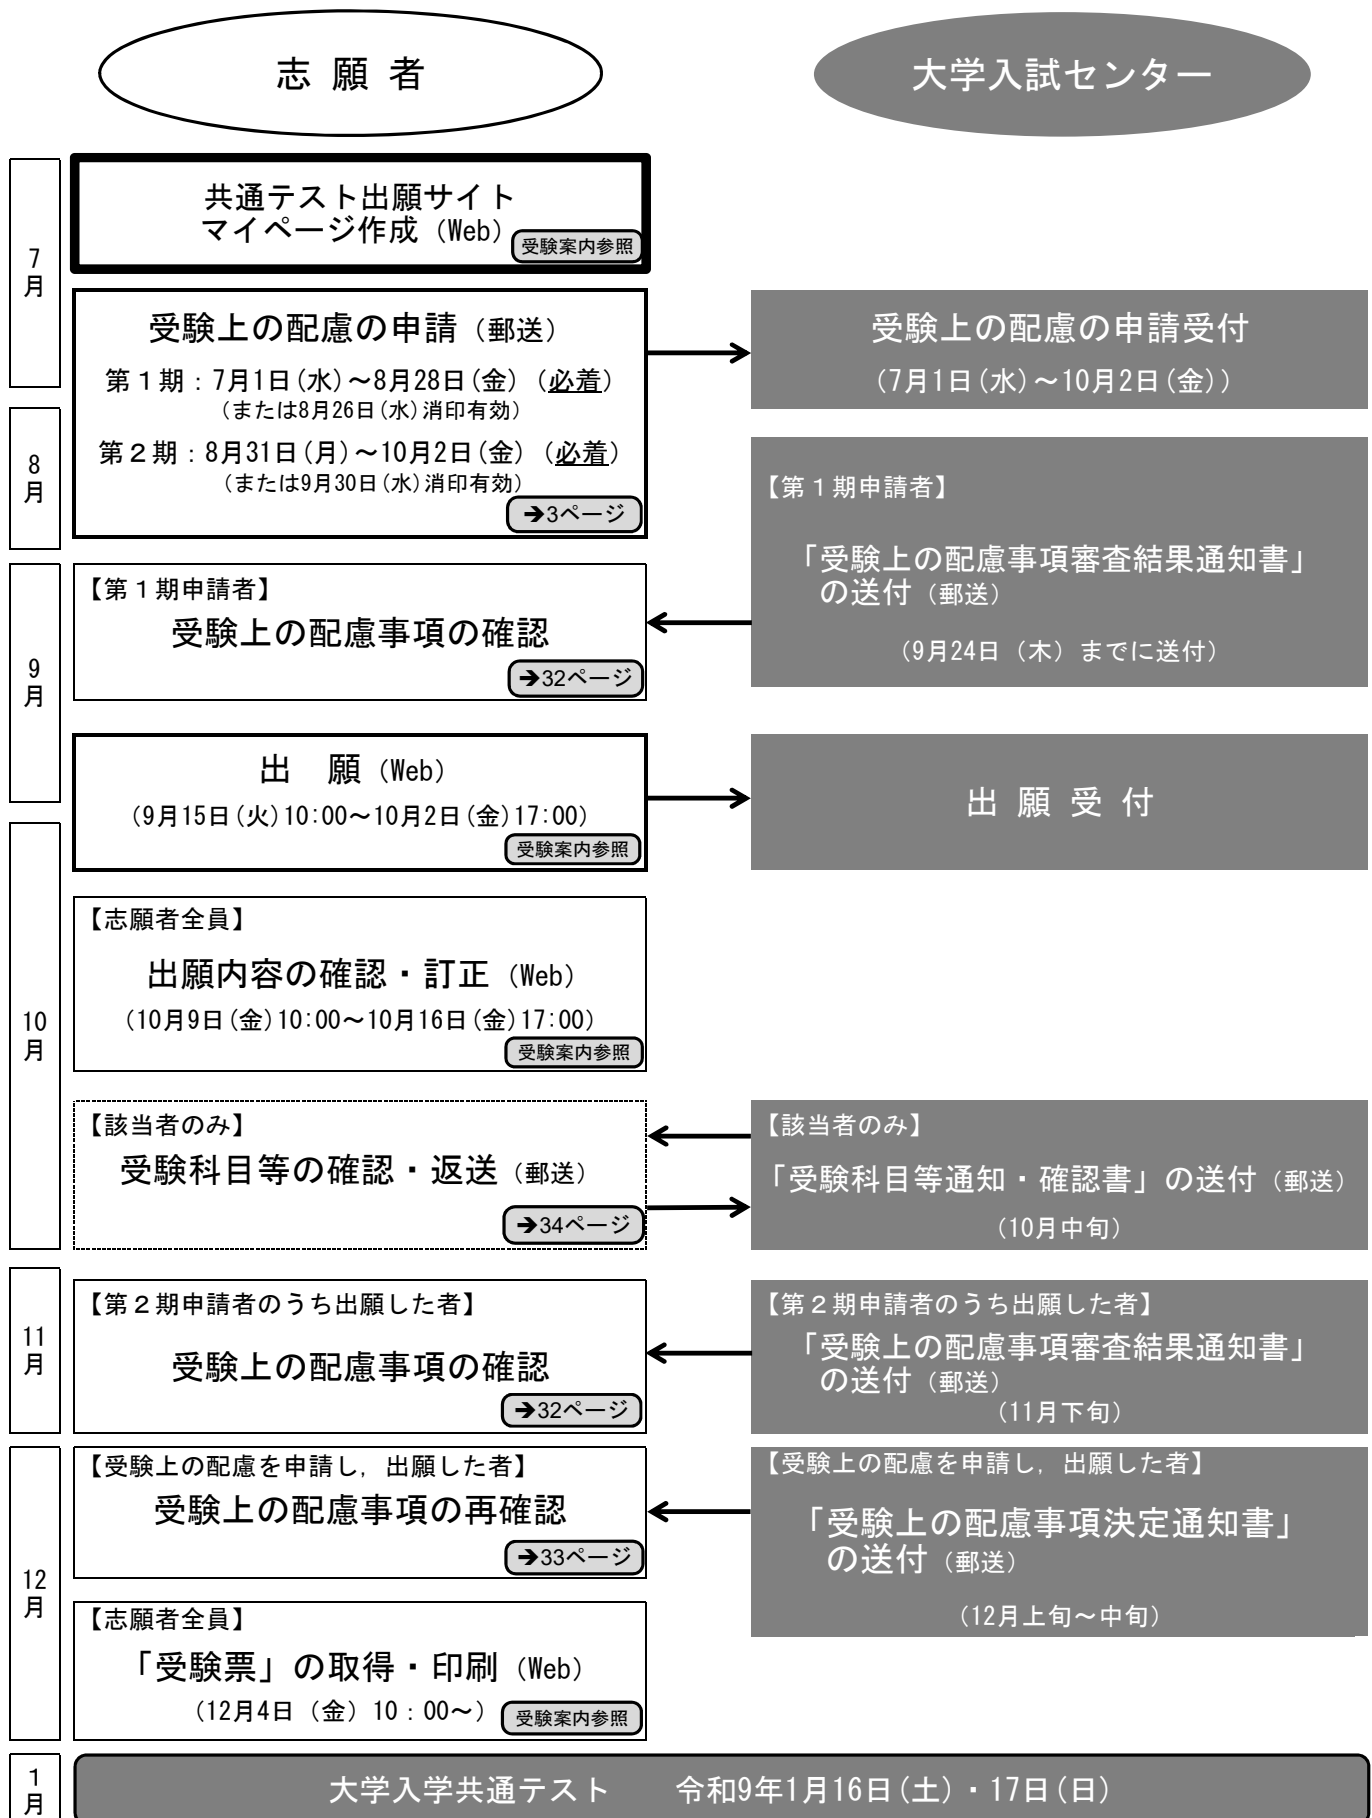 志 願 者
大学入試センター
7
月
共通テスト出願サイト
マイページ作成（Web）
受験案内参照
受験上の配慮の申請（郵送）
第１期：7月1日(水)～8月28日(金)（必着）
（または8月26日(水)消印有効）
第２期：8月31日(月)～10月2日(金)（必着）
（または9月30日(水)消印有効）
➔3ページ
受験上の配慮の申請受付
（7月1日(水)～10月2日(金)）
8
月
【第１期申請者】
「受験上の配慮事項審査結果通知書」
の送付（郵送）
（9月24日（木）までに送付）
9
月
【第１期申請者】
受験上の配慮事項の確認
➔32ページ
出　願（Web）
（9月15日(火)10:00～10月2日(金)17:00）
受験案内参照
出 願 受 付
10
月
【志願者全員】
出願内容の確認・訂正（Web）
（10月9日(金)10:00～10月16日(金)17:00）
受験案内参照
【該当者のみ】
受験科目等の確認・返送（郵送）
➔34ページ
【該当者のみ】
「受験科目等通知・確認書」の送付（郵送）
（10月中旬）
11
月
【第２期申請者のうち出願した者】
受験上の配慮事項の確認
➔32ページ
【第２期申請者のうち出願した者】
「受験上の配慮事項審査結果通知書」
の送付（郵送）
（11月下旬）
12
月
【受験上の配慮を申請し，出願した者】
受験上の配慮事項の再確認
➔33ページ
【受験上の配慮を申請し，出願した者】
「受験上の配慮事項決定通知書」
の送付（郵送）
（12月上旬～中旬）
【志願者全員】
「受験票」の取得・印刷（Web）
（12月4日（金）10：00～）
受験案内参照
1
月
大学入学共通テスト　　令和9年1月16日(土)・17日(日)